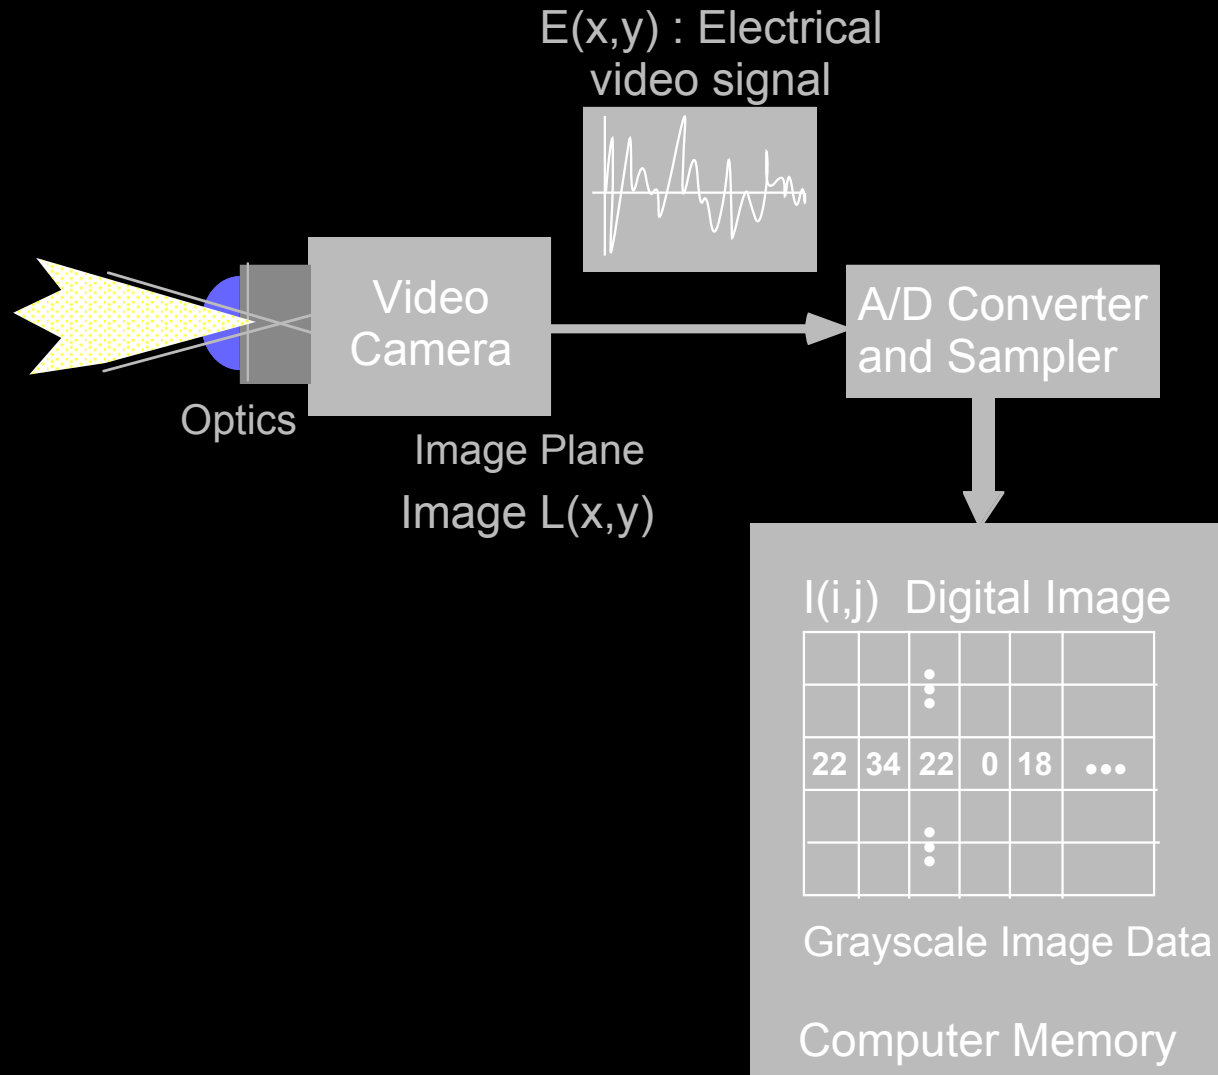 E(x,y) : Electrical
video signal
Video
Camera
A/D Converter
and Sampler
Optics
Image Plane
Image L(x,y)
I(i,j) Digital Image
22 34 22 0 18 •••
Grayscale Image Data
Computer Memory